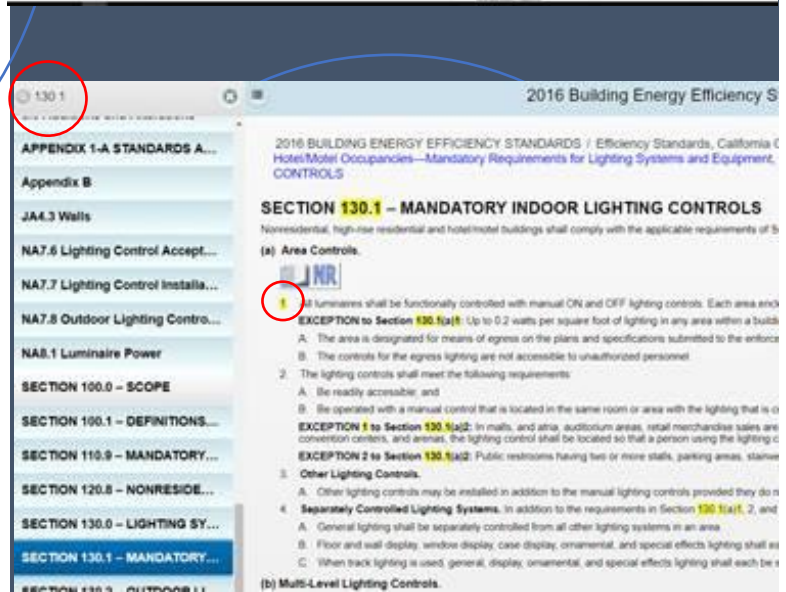 130 1
2016 Building Energy Efficiency S
APPENDIX 1-A STANDARDS A...
Appendix B
JA4.3 Walls
NA7.6 Lighting Control Accept...
NA7.7 Lighting Control Installa...
NA7.8 Outdoor Lighting Contro...
NA8.1 Luminaire Power
SECTION 100.0 – SCOPE
SECTION 100.1 – DEFINITIONS...
SECTION 110.9 – MANDATORY...
SECTION 120.8 – NONRESIDE...
SECTION 130.0 – LIGHTING SY...
SECTION 130.1 – MANDATORY...
2016 BUILDING ENERGY EFFICIENCY STANDARDS / Efficiency Standards, California
Hotel/Motel Occupancies—Mandatory Requirements for Lighting Systems and Equipment,
CONTROLS
SECTION 130.1 – MANDATORY INDOOR LIGHTING CONTROLS
Nonresidential, high-rise residential and hotel/motel buildings shall comply with the applicable requirements of
(a) Area Controls.
NR
1. All luminaires shall be functionally controlled with manual ON and OFF lighting controls. Each area
EXCEPTION to Section 130.1(a)1: Up to 0.2 watts per square foot of lighting in any area within a
A. The area is designated for means of egress on the plans and specifications submitted to the
B. The controls for the egress lighting are not accessible to unauthorized personnel
2. The lighting controls shall meet the following requirements
A. Be readily accessible; and
B. Be operated with a manual control that is located in the same room or area with the lighting that is
EXCEPTION 1 to Section 130.1(a)2: In malls, and atria, auditorium areas, retail merchandise sales
convention centers, and arenas, the lighting control shall be located so that a person using the lighting
EXCEPTION 2 to Section 130.1(a)2: Public restrooms having two or more stalls, parking areas,
3. Other Lighting Controls.
A. Other lighting controls may be installed in addition to the manual lighting controls provided they do
4. Separately Controlled Lighting Systems. In addition to the requirements in Section 130.1(a)1, 2, and
A. General lighting shall be separately controlled from all other lighting systems in an area
B. Floor and wall display, window display, case display, ornamental, and special effects lighting shall
C. When track lighting is used, general, display, ornamental, and special effects lighting shall each be
(b) Multi-Level Lighting Controls.